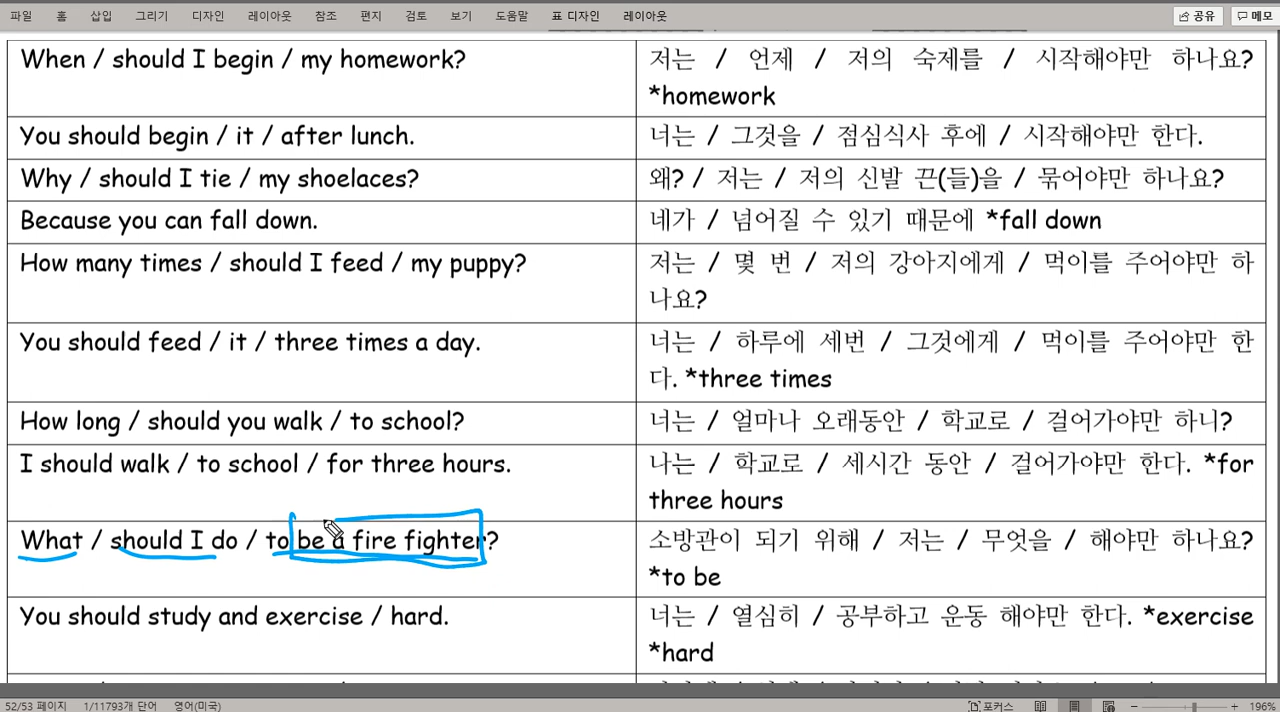 파일 홈 삽입 그리기 디자인 레이아웃 참조 편지 검토 보기 도움말 표 디자인 레이아웃 공유 메모
When / should I begin / my homework?
저는 / 언제 / 저의 숙제를 / 시작해야만 하나요?
*homework
You should begin / it / after lunch.
너는 / 그것을 / 점심식사 후에 / 시작해야만 한다.
Why / should I tie / my shoelaces?
왜? / 저는 / 저의 신발 끈(들)을 / 묶어야만 하나요?
Because you can fall down.
네가 / 넘어질 수 있기 때문에 *fall down
How many times / should I feed / my puppy?
저는 / 몇 번 / 저의 강아지에게 / 먹이를 주어야만 하
나요?
You should feed / it / three times a day.
너는 / 하루에 세번 / 그것에게 / 먹이를 주어야만 한
다. *three times
How long / should you walk / to school?
너는 / 얼마나 오래동안 / 학교로 / 걸어가야만 하니?
I should walk / to school / for three hours.
나는 / 학교로 / 세시간 동안 / 걸어가야만 한다. *for
three hours
What / should I do / to be a fire fighter?
소방관이 되기 위해 / 저는 / 무엇을 / 해야만 하나요?
*to be
You should study and exercise / hard.
너는 / 열심히 / 공부하고 운동 해야만 한다. *exercise
*hard
52/53 페이지 1/11793개 단어 영어(미국) 포커스 196%